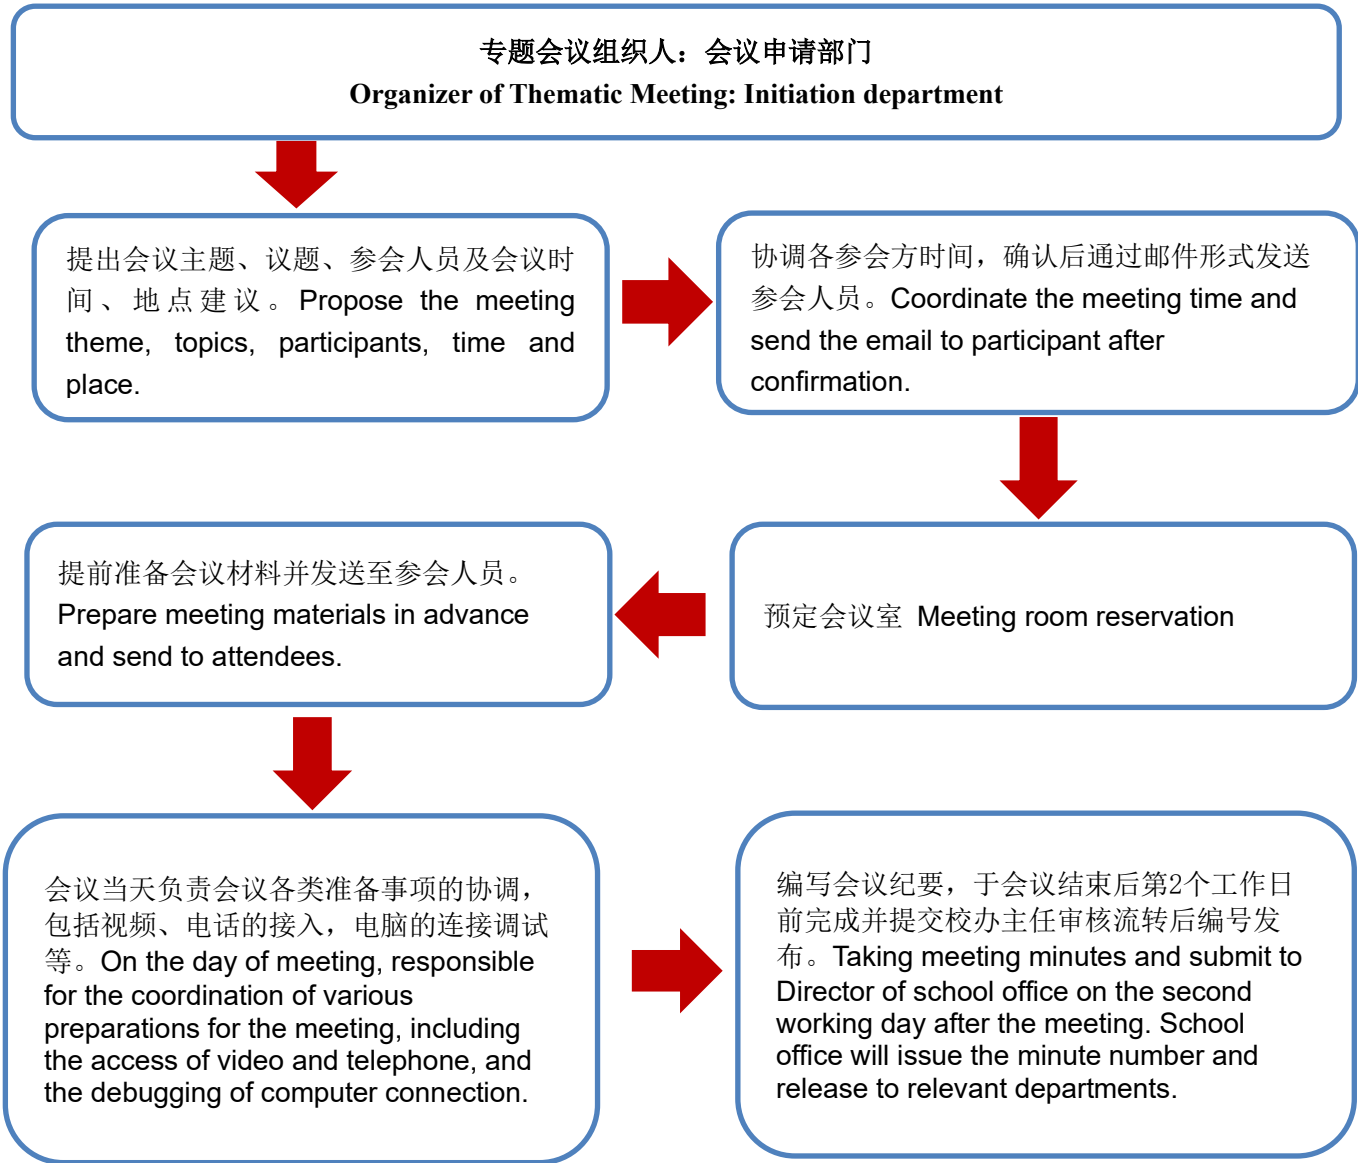 专题会议组织人：会议申请部门
Organizer of Thematic Meeting: Initiation department
提出会议主题、议题、参会人员及会议时
间、地点建议。Propose the meeting
theme, topics, participants, time and
place.
协调各参会方时间，确认后通过邮件形式发送
参会人员。Coordinate the meeting time and
send the email to participant after
confirmation.
预定会议室 Meeting room reservation
提前准备会议材料并发送至参会人员。
Prepare meeting materials in advance
and send to attendees.
会议当天负责会议各类准备事项的协调，
包括视频、电话的接入，电脑的连接调试
等。On the day of meeting, responsible
for the coordination of various
preparations for the meeting, including
the access of video and telephone, and
the debugging of computer connection.
编写会议纪要，于会议结束后第2个工作日
前完成并提交校办主任审核流转后编号发
布。Taking meeting minutes and submit to
Director of school office on the second
working day after the meeting. School
office will issue the minute number and
release to relevant departments.